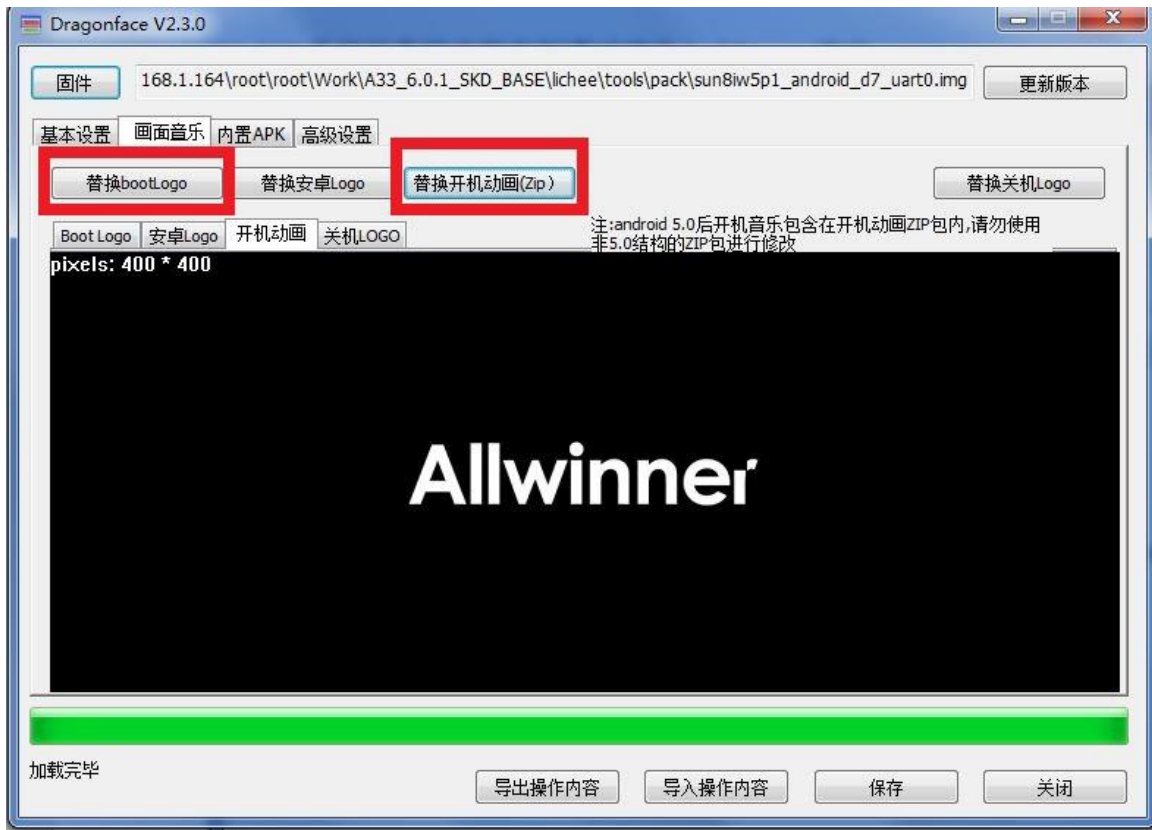 Dragonface V2.3.0
固件
168.1.164\root\root\Work\A33_6.0.1_SKD_BASE\lichee\tools\pack\sun8iw5p1_android_d7_uart0.img
更新版本
基本设置 画面音乐 内置APK 高级设置
替换bootLogo 替换安卓Logo 替换开机动画(Zip) 替换关机Logo
Boot Logo 安卓Logo 开机动画 关机LOGO
注:android 5.0后开机音乐包含在开机动画ZIP包内,请勿使用
非5.0结构的ZIP包进行修改
pixels: 400 * 400
Allwinner
加载完毕
导出操作内容 导入操作内容 保存 关闭